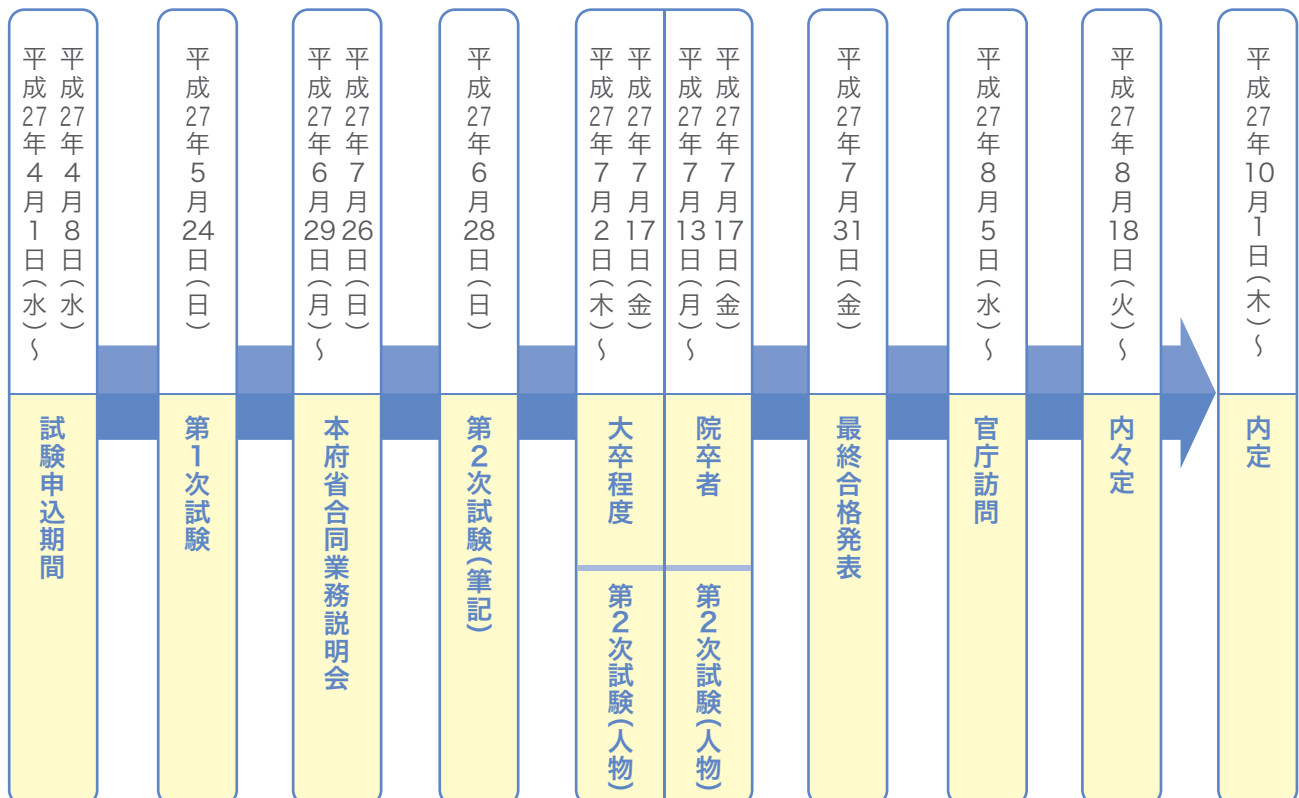 平成27年4月1日(水)〜
平成27年4月8日(水)
試験申込期間
平成27年5月24日(日)
第1次試験
平成27年6月29日(月)〜
平成27年7月26日(日)
本府省合同業務説明会
平成27年6月28日(日)
第2次試験(筆記)
平成27年7月2日(木)〜
平成27年7月17日(金)
大卒程度
第2次試験(人物)
平成27年7月13日(月)〜
平成27年7月17日(金)
院卒者
第2次試験(人物)
平成27年7月31日(金)
最終合格発表
平成27年8月5日(水)〜
官庁訪問
平成27年8月18日(火)〜
内々定
平成27年10月1日(木)〜
内定